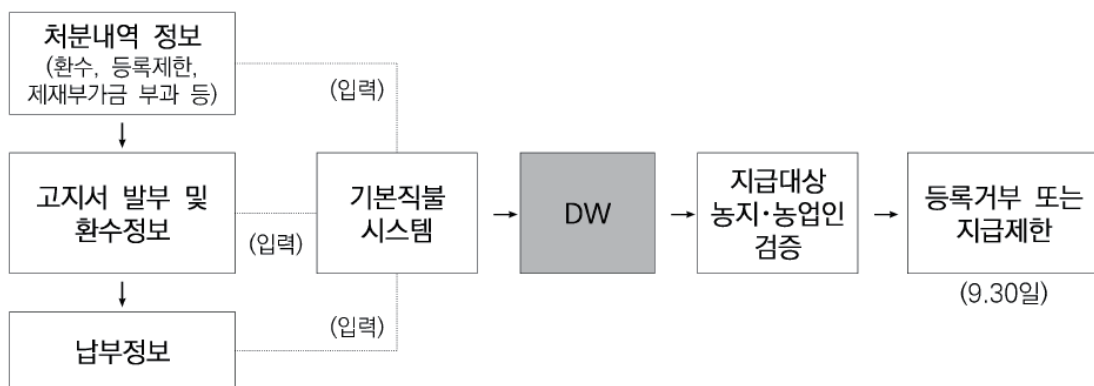 처분내역 정보
(환수, 등록제한,
제재부가금 부과 등)
(입력)
고지서 발부 및
환수정보
(입력)
기본직불
시스템
DW
지급대상
농지·농업인
검증
등록거부 또는
지급제한
(9.30일)
납부정보
(입력)